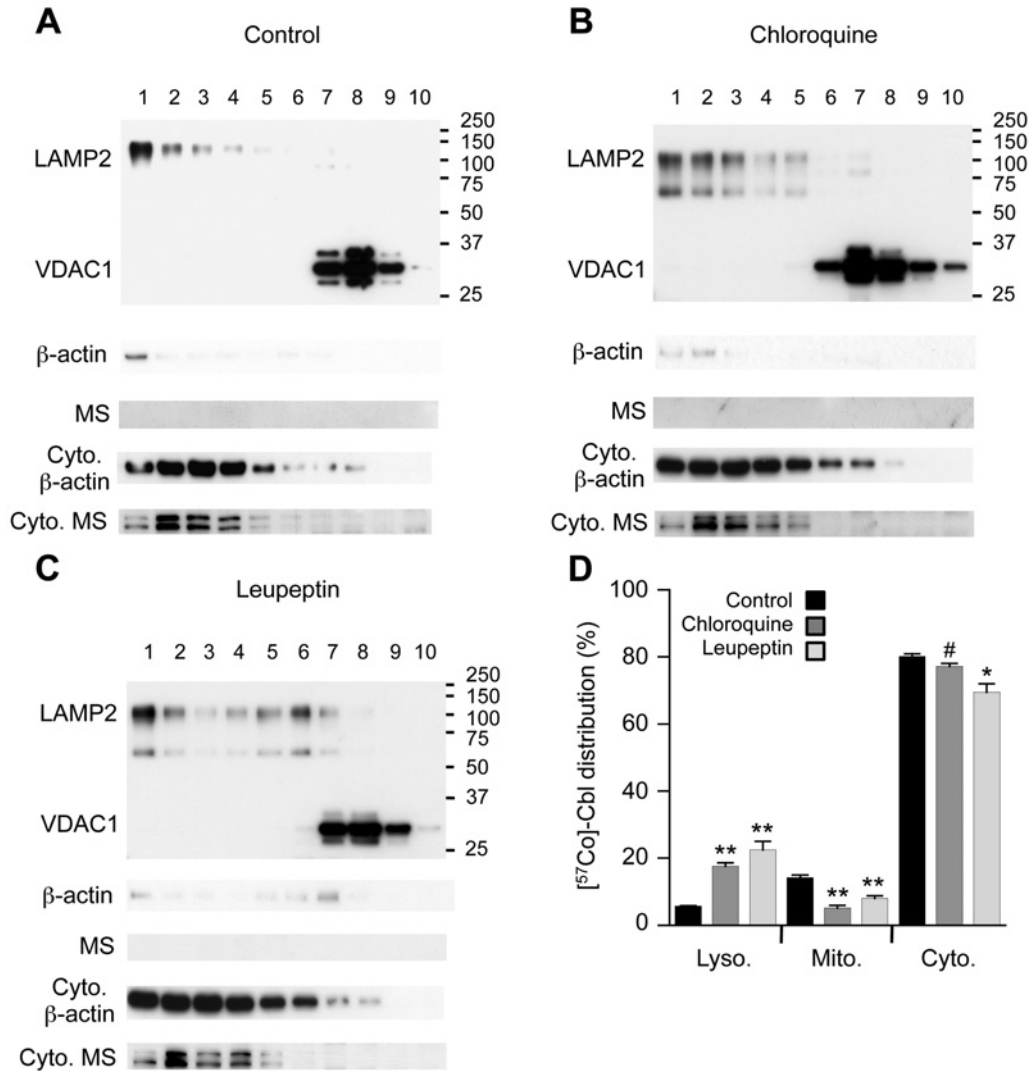 A
Control
1 2 3 4 5 6 7 8 9 10
250
150
LAMP2
100
75
50
37
VDAC1
25
β-actin
MS
Cyto.
β-actin
Cyto. MS
B
Chloroquine
1 2 3 4 5 6 7 8 9 10
250
150
LAMP2
100
75
50
37
VDAC1
25
β-actin
MS
Cyto.
β-actin
Cyto. MS
C
Leupeptin
1 2 3 4 5 6 7 8 9 10
250
150
LAMP2
100
75
50
37
VDAC1
25
β-actin
MS
Cyto.
β-actin
Cyto. MS
D
[⁵⁷Co]-Cbl distribution (%)
100
80
60
40
20
0
Control
Chloroquine
Leupeptin
** **
** **
# *
Lyso. Mito. Cyto.